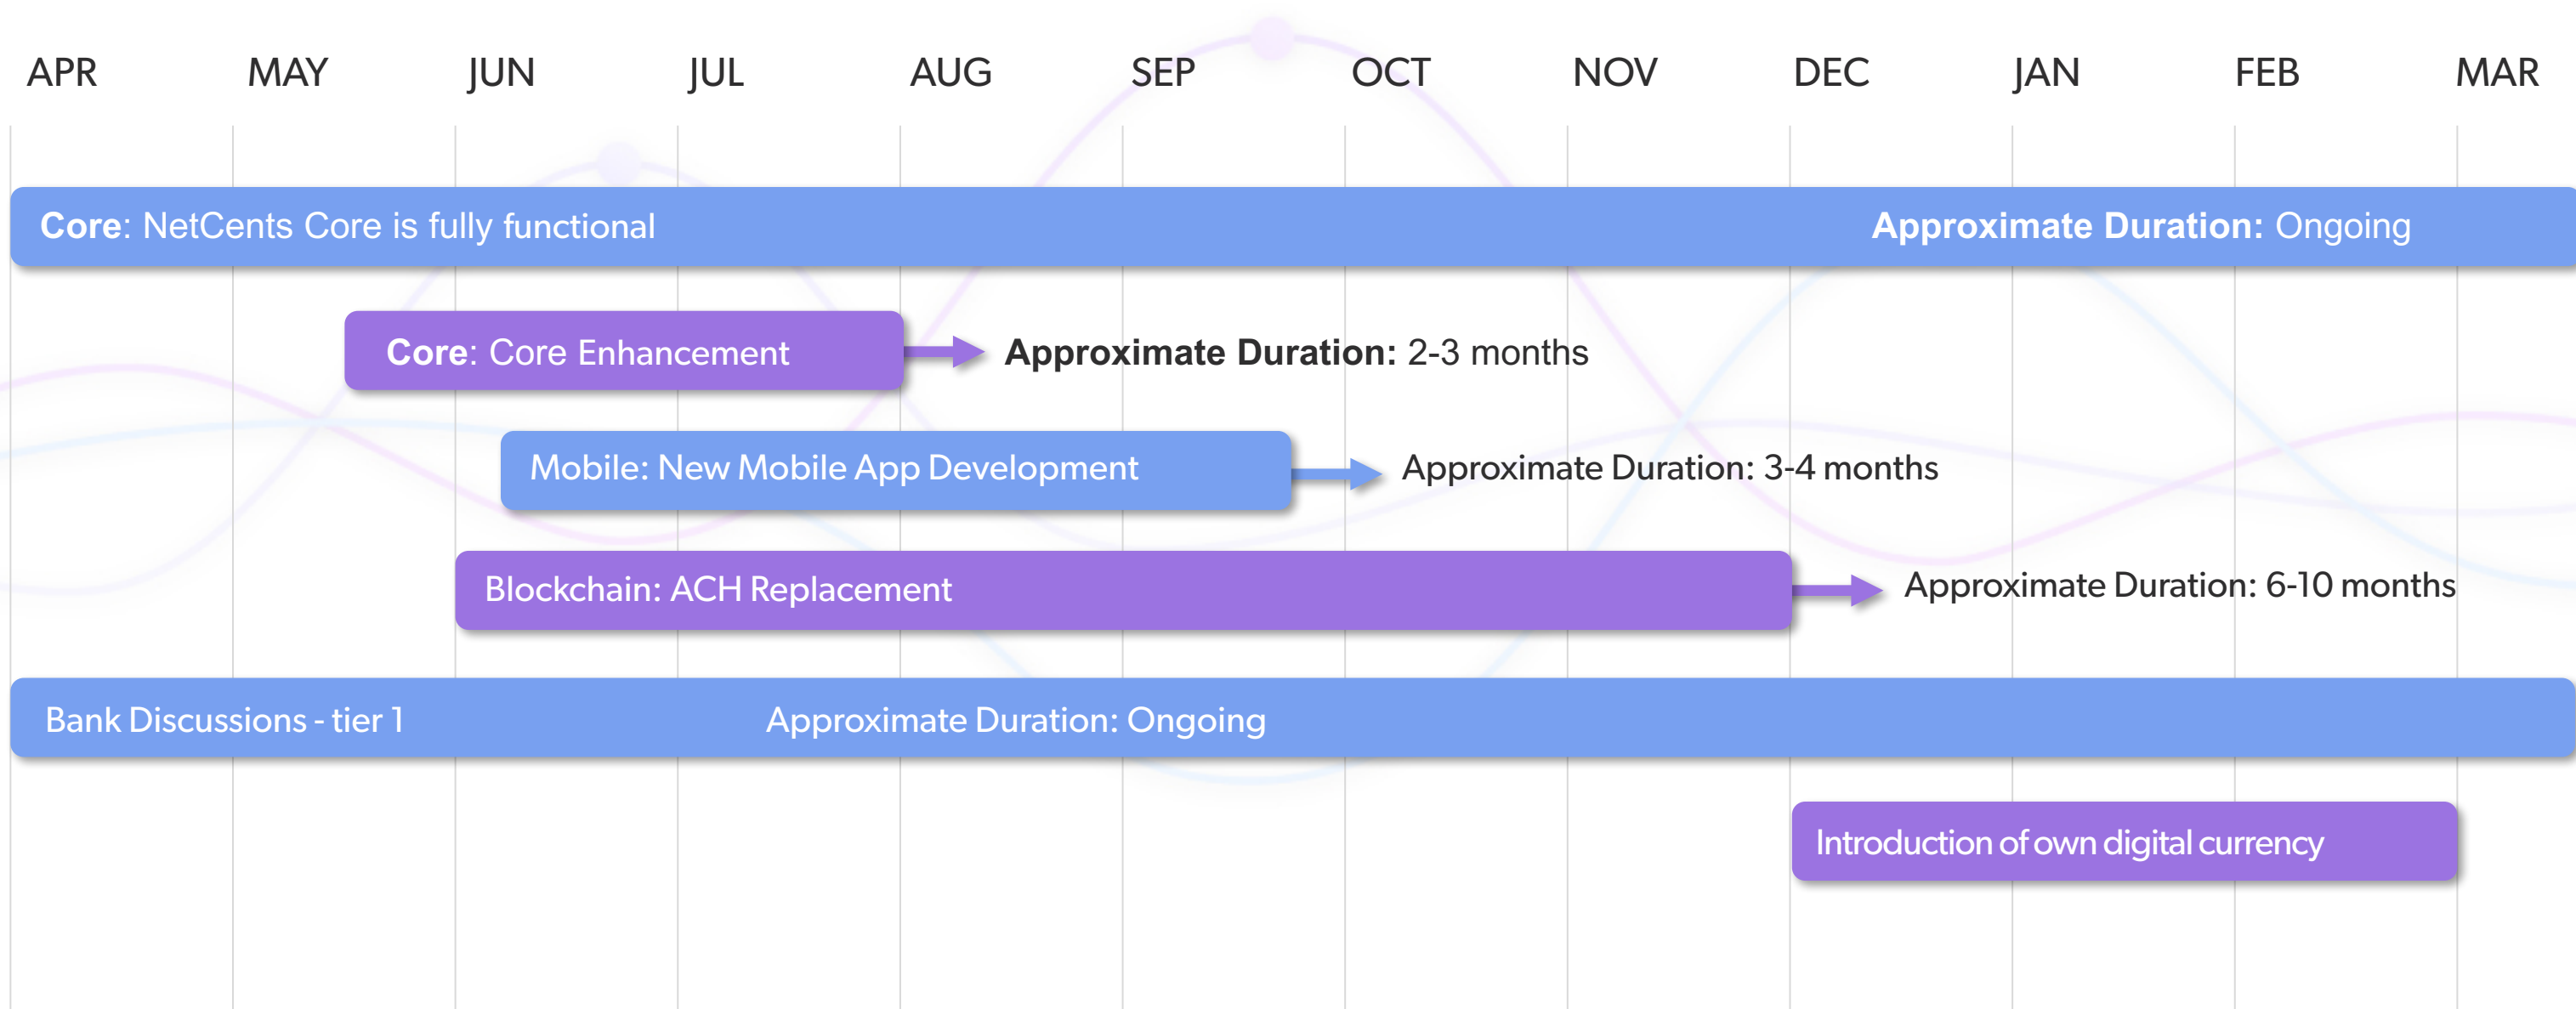 APR MAY JUN JUL AUG SEP OCT NOV DEC JAN FEB MAR
Core: NetCents Core is fully functional Approximate Duration: Ongoing
Core: Core Enhancement Approximate Duration: 2-3 months
Mobile: New Mobile App Development Approximate Duration: 3-4 months
Blockchain: ACH Replacement Approximate Duration: 6-10 months
Bank Discussions - tier 1 Approximate Duration: Ongoing
Introduction of own digital currency